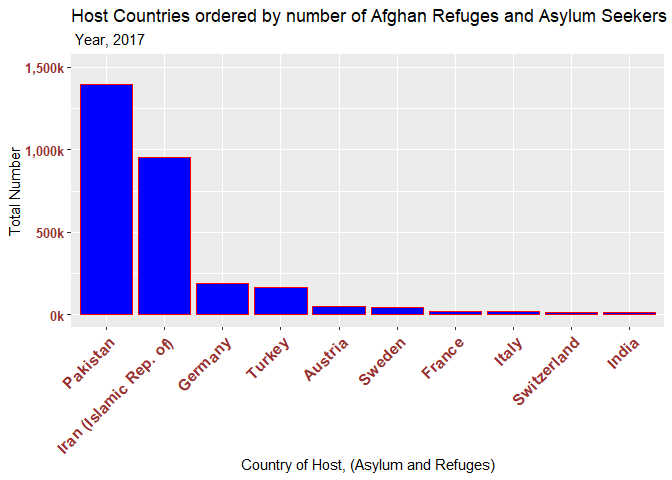 Host Countries ordered by number of Afghan Refuges and Asylum Seekers
Year, 2017
1,500k
1,000k
500k
0k
Total Number
Pakistan
Iran (Islamic Rep. of)
Germany
Turkey
Austria
Sweden
France
Italy
Switzerland
India
Country of Host, (Asylum and Refuges)